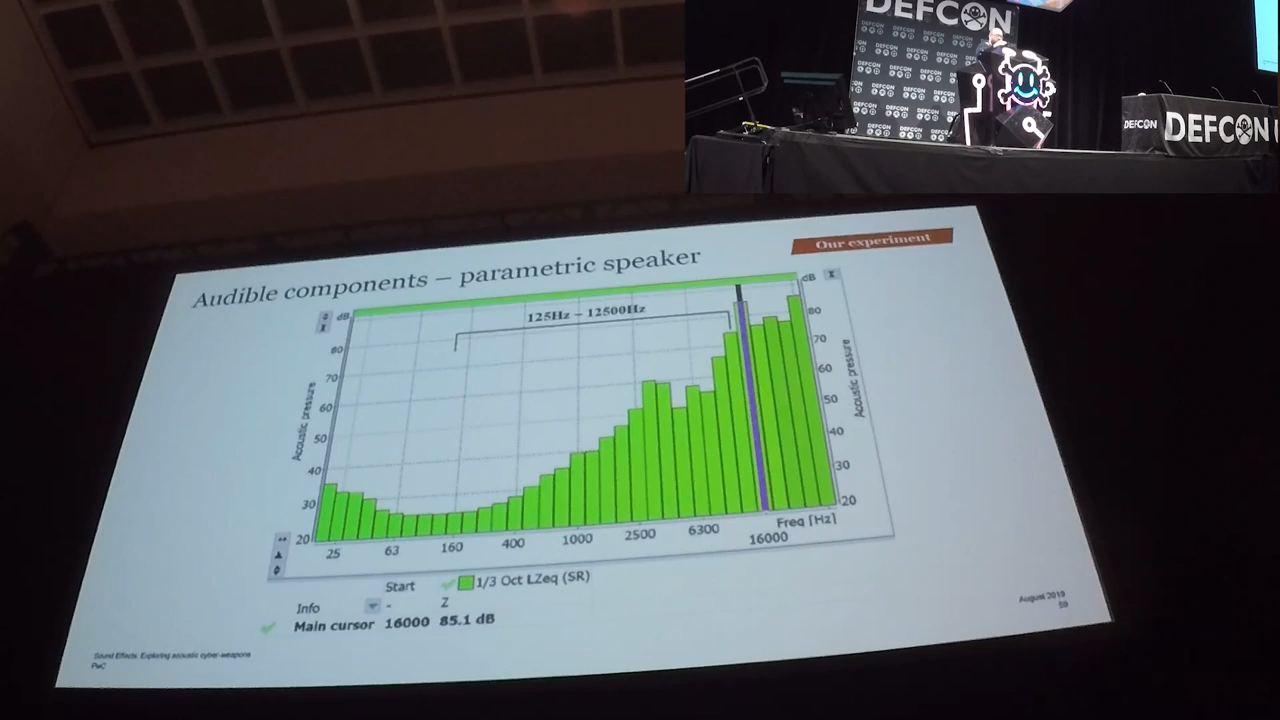 DEFCON
DEFCON
DEFCON
Our experiment
Audible components – parametric speaker
125Hz – 12500Hz
dB
dB
80
70
60
50
40
30
20
80
70
60
50
40
30
20
Acoustic pressure
Acoustic pressure
25
63
160
400
1000
2500
6300
16000
Freq [Hz]
Start
1/3 Oct LZeq (SR)
Info
-
Z
Main cursor 16000 85.1 dB
Sound Effects: Exploring acoustic cyber-weapons
PwC
August 2019
59